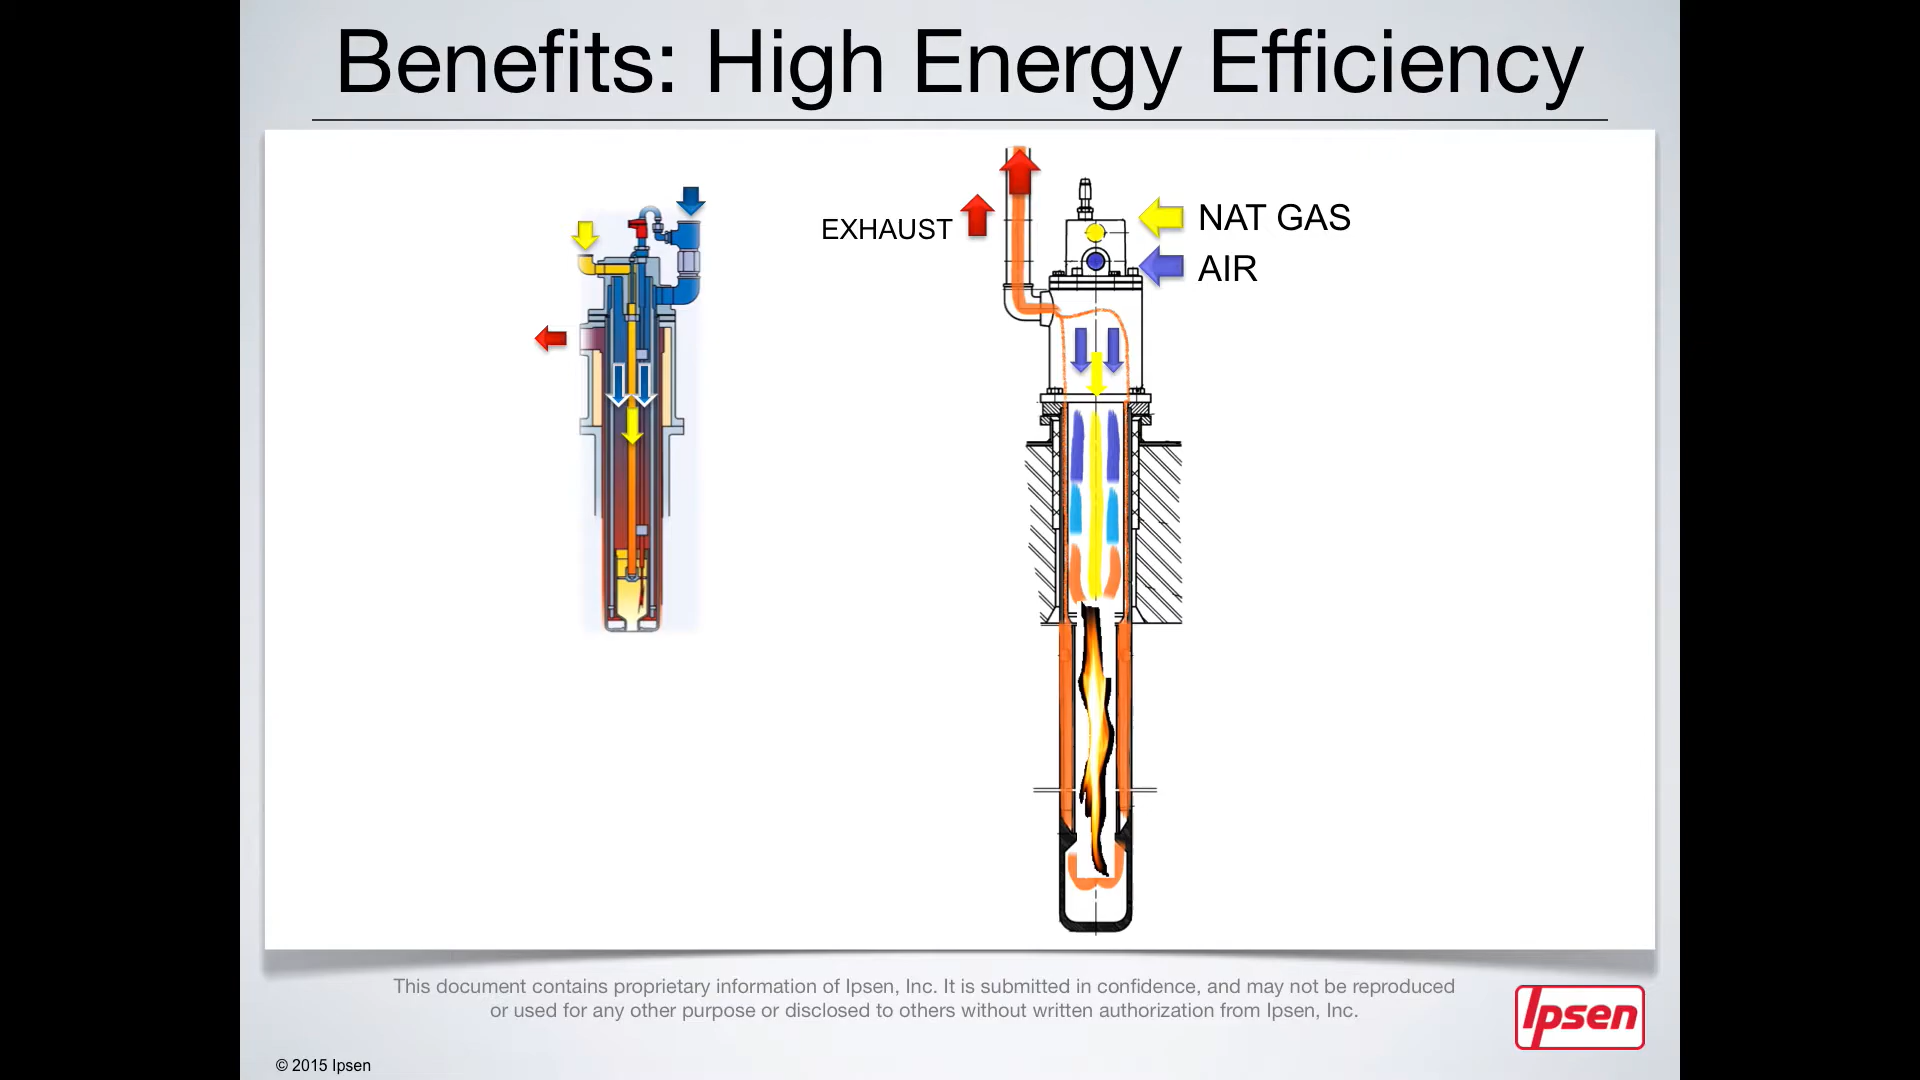 Benefits: High Energy Efficiency
EXHAUST
NAT GAS
AIR
This document contains proprietary information of Ipsen, Inc. It is submitted in confidence, and may not be reproduced
or used for any other purpose or disclosed to others without written authorization from Ipsen, Inc.
Ipsen
© 2015 Ipsen